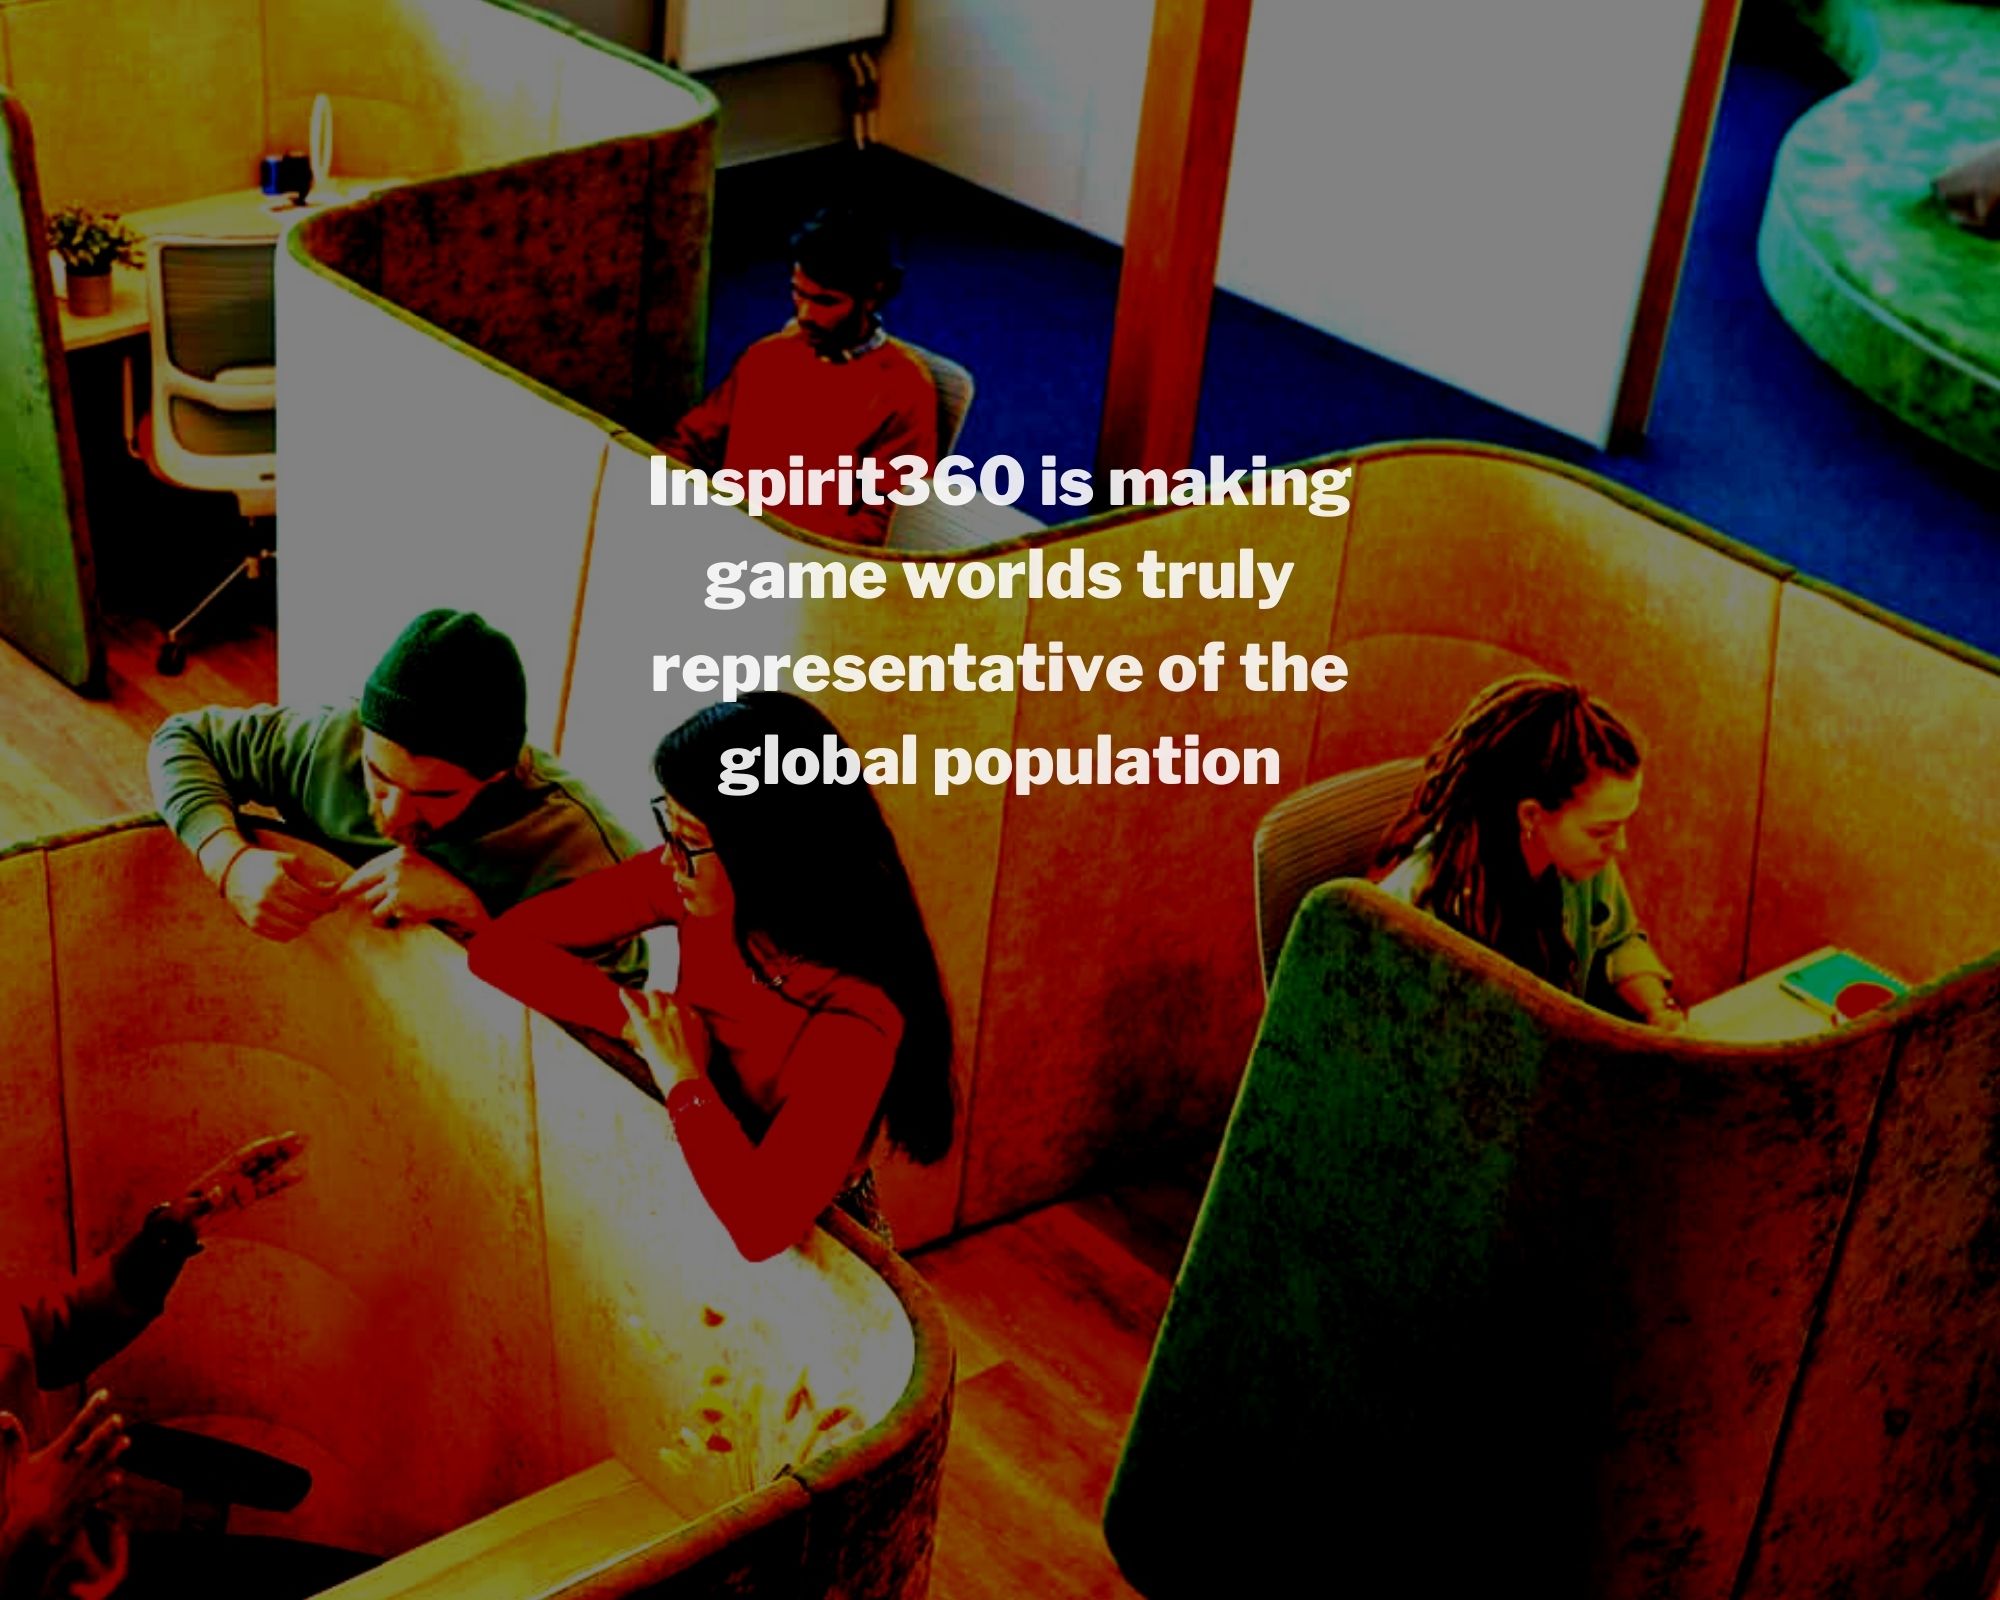 Inspirit360 is making
game worlds truly
representative of the
global population